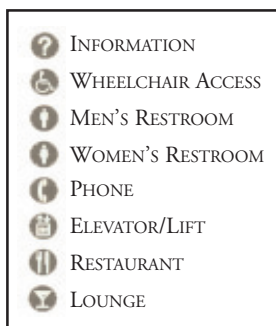 ? INFORMATION
WHEELCHAIR ACCESS
MEN'S RESTROOM
WOMEN'S RESTROOM
PHONE
ELEVATOR/LIFT
RESTAURANT
LOUNGE